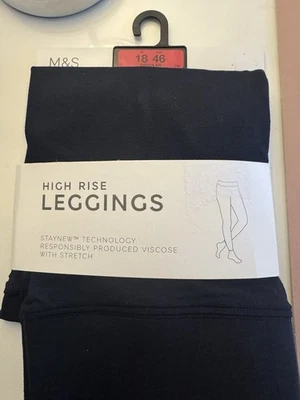 M&S
18 46
HIGH RISE
LEGGINGS
STAYNEW™ TECHNOLOGY
RESPONSIBLY PRODUCED VISCOSE
WITH STRETCH